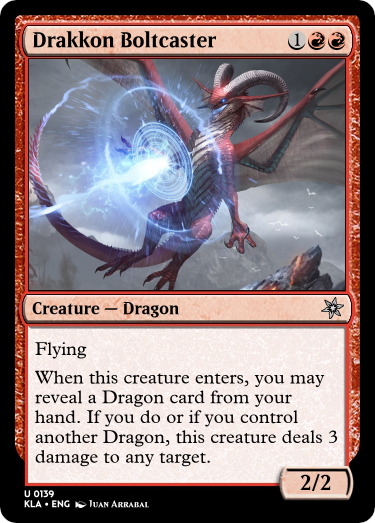 Drakkon Boltcaster 1
Creature — Dragon
Flying
When this creature enters, you may
reveal a Dragon card from your
hand. If you do or if you control
another Dragon, this creature deals 3
damage to any target.
2/2
U 0139
KLA • ENG Juan Arrabal